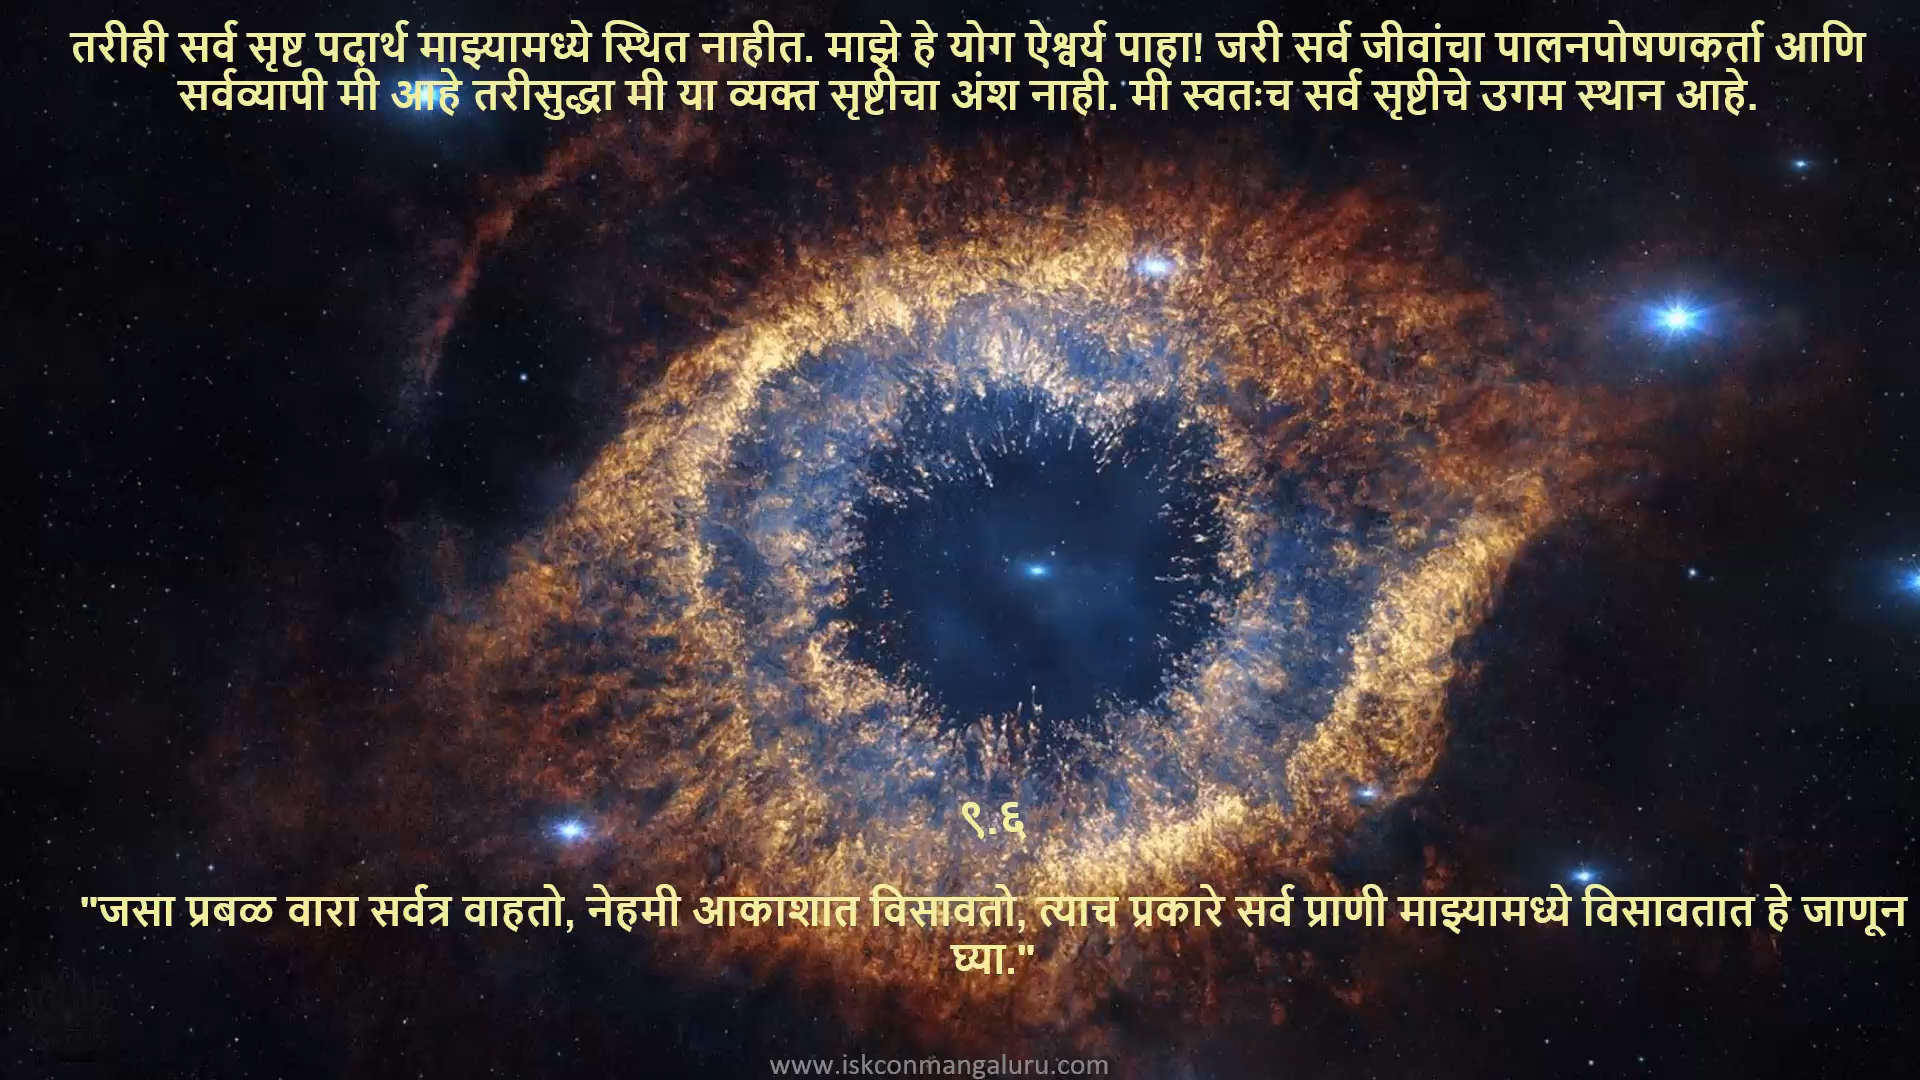 तरीही सर्व सृष्ट पदार्थ माझ्यामध्ये स्थित नाहीत. माझे हे योग ऐश्वर्य पाहा! जरी सर्व जीवांचा पालनपोषणकर्ता आणि
सर्वव्यापी मी आहे तरीसुद्धा मी या व्यक्त सृष्टीचा अंश नाही. मी स्वतःच सर्व सृष्टीचे उगम स्थान आहे.
९.६
"जसा प्रबळ वारा सर्वत्र वाहतो, नेहमी आकाशात विसावतो, त्याच प्रकारे सर्व प्राणी माझ्यामध्ये विसावतात हे जाणून
घ्या."
www.iskconmangaluru.com